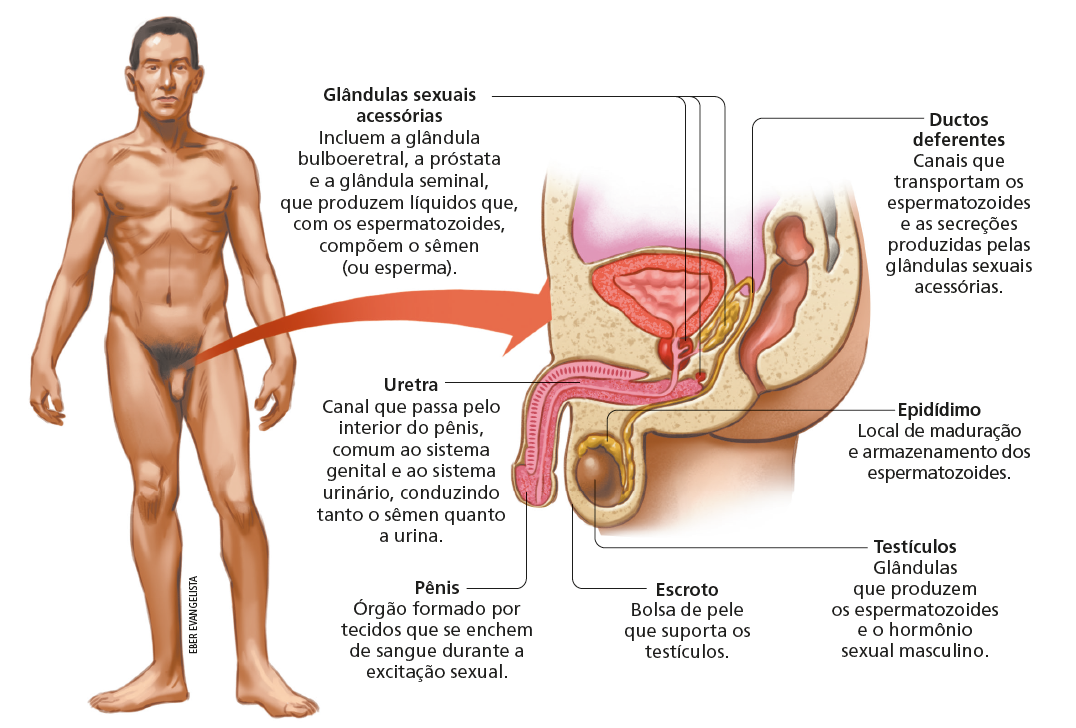 Glândulas sexuais
acessórias
Incluem a glândula
bulboeretral, a próstata
e a glândula seminal,
que produzem líquidos que,
com os espermatozoides,
compõem o sêmen
(ou esperma).
Ductos
deferentes
Canais que
transportam os
espermatozoides
e as secreções
produzidas pelas
glândulas sexuais
acessórias.
Uretra
Canal que passa pelo
interior do pênis,
comum ao sistema
genital e ao sistema
urinário, conduzindo
tanto o sêmen quanto
a urina.
Epidídimo
Local de maduração
e armazenamento dos
espermatozoides.
Pênis
Órgão formado por
tecidos que se enchem
de sangue durante a
excitação sexual.
Escroto
Bolsa de pele
que suporta os
testículos.
Testículos
Glândulas
que produzem
os espermatozoides
e o hormônio
sexual masculino.
EBER EVANGELISTA